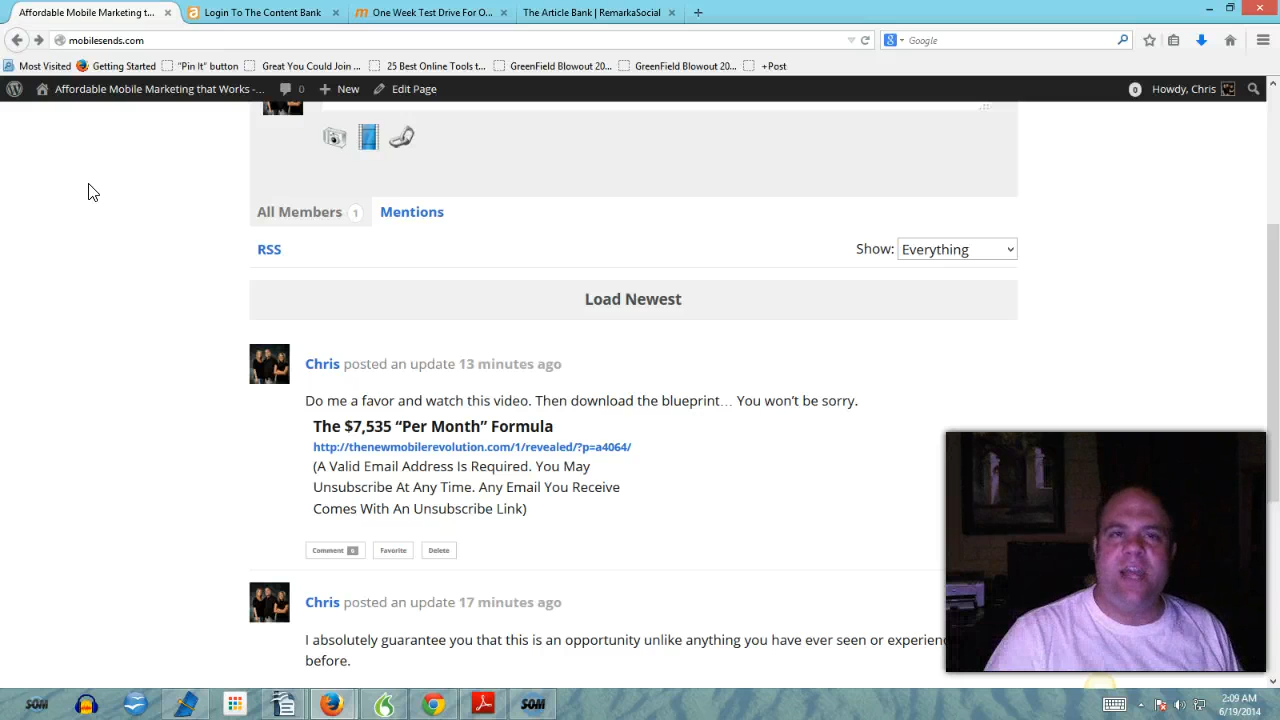 Affordable Mobile Marketing t...
Login To The Content Bank
One Week Test Drive For O...
The Article Bank | RemarkaSocial
mobilesends.com
Google
Most Visited
Getting Started
"Pin It" button
Great You Could Join ...
25 Best Online Tools t...
GreenField Blowout 20...
GreenField Blowout 20...
+Post
Affordable Mobile Marketing that Works -...
0
New
Edit Page
0
Howdy, Chris
All Members 1
Mentions
RSS
Show: Everything
Load Newest
Chris posted an update 13 minutes ago
Do me a favor and watch this video. Then download the blueprint... You won't be sorry.
The $7,535 “Per Month” Formula
http://thenewmobilerevolution.com/1/revealed/?p=a4064/
(A Valid Email Address Is Required. You May
Unsubscribe At Any Time. Any Email You Receive
Comes With An Unsubscribe Link)
Comment 0
Favorite
Delete
Chris posted an update 17 minutes ago
I absolutely guarantee you that this is an opportunity unlike anything you have ever seen or experien
before.
SOM
SOM
2:09 AM
6/19/2014